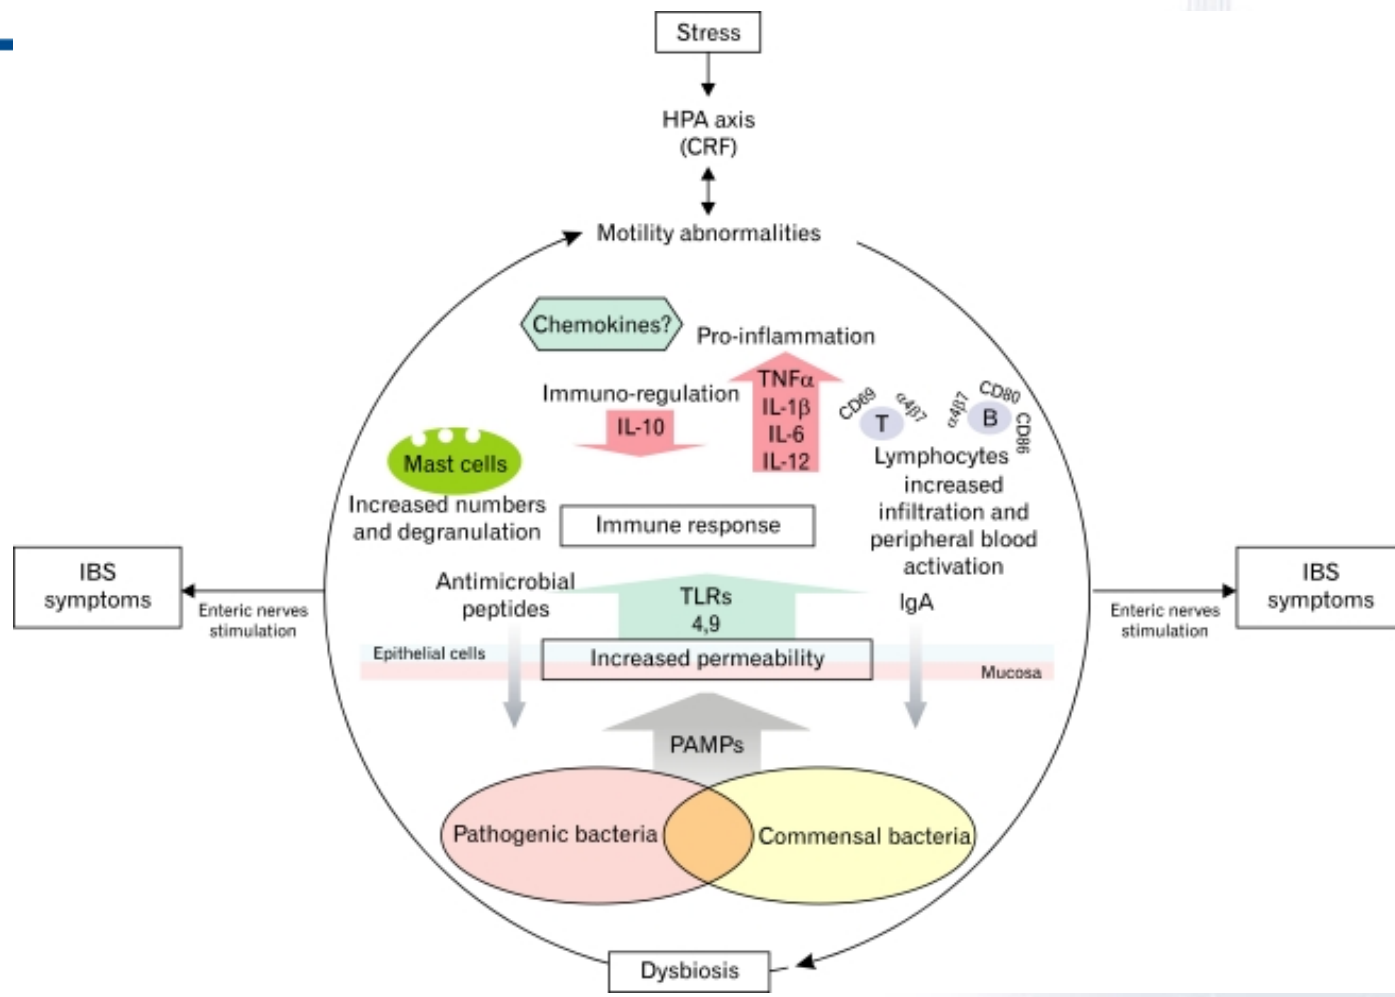 Stress
HPA axis
(CRF)
Motility abnormalities
Chemokines?
Pro-inflammation
Immuno-regulation
IL-10
TNFα
IL-1β
IL-6
IL-12
CD69
α4β7
T
α4β7
CD80
B
CD86
Lymphocytes
increased
infiltration and
peripheral blood
activation
Mast cells
Increased numbers
and degranulation
Immune response
IBS
symptoms
Enteric nerves
stimulation
Antimicrobial
peptides
TLRs
4,9
IgA
Enteric nerves
stimulation
IBS
symptoms
Epithelial cells
Increased permeability
Mucosa
PAMPs
Pathogenic bacteria
Commensal bacteria
Dysbiosis